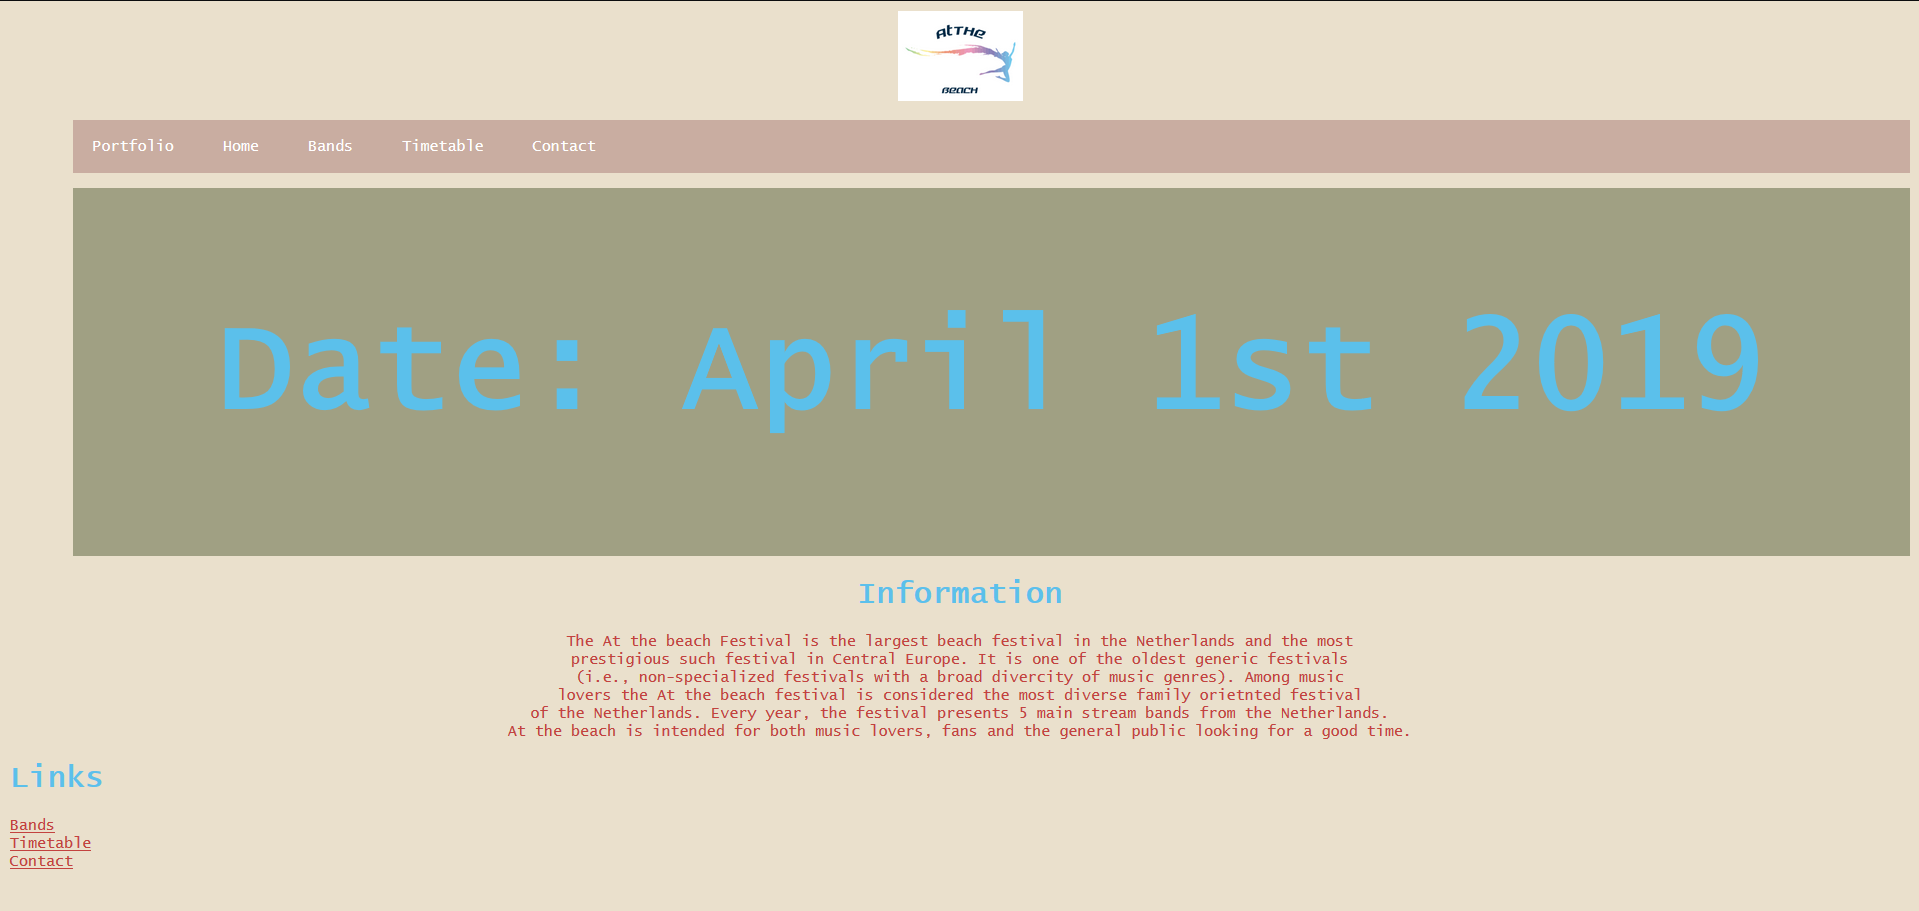 AtTHe
BeACH
Portfolio Home Bands Timetable Contact
Date: April 1st 2019
Information
The At the beach Festival is the largest beach festival in the Netherlands and the most
prestigious such festival in Central Europe. It is one of the oldest generic festivals
(i.e., non-specialized festivals with a broad divercity of music genres). Among music
lovers the At the beach festival is considered the most diverse family orietnted festival
of the Netherlands. Every year, the festival presents 5 main stream bands from the Netherlands.
At the beach is intended for both music lovers, fans and the general public looking for a good time.
Links
Bands
Timetable
Contact